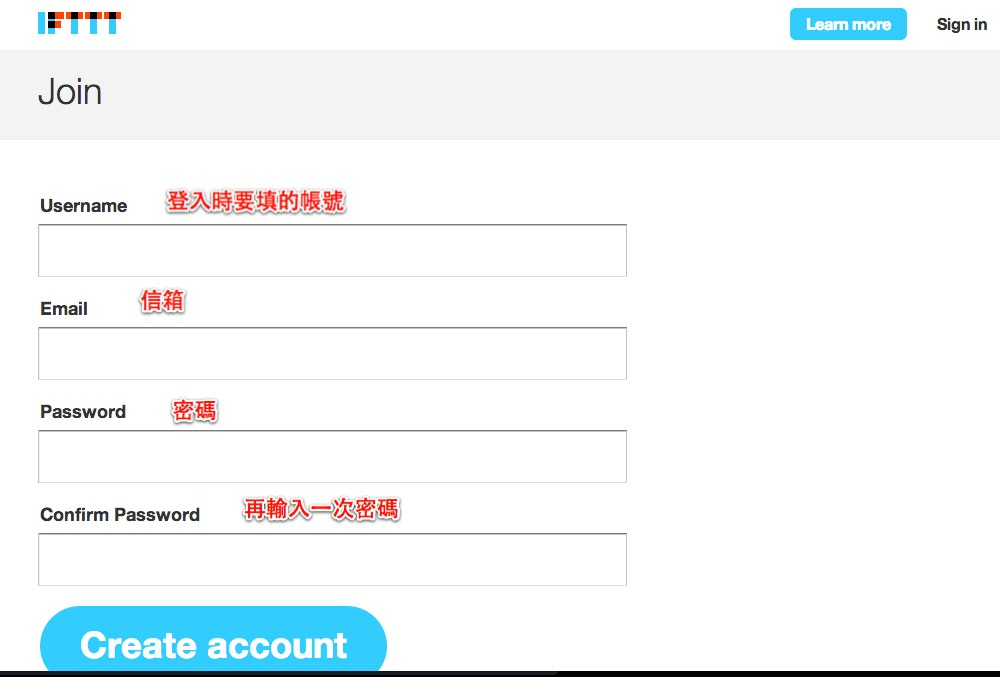 IFTTT
Learn more
Sign in
Join
Username 登入時要填的帳號
Email 信箱
Password 密碼
Confirm Password 再輸入一次密碼
Create account